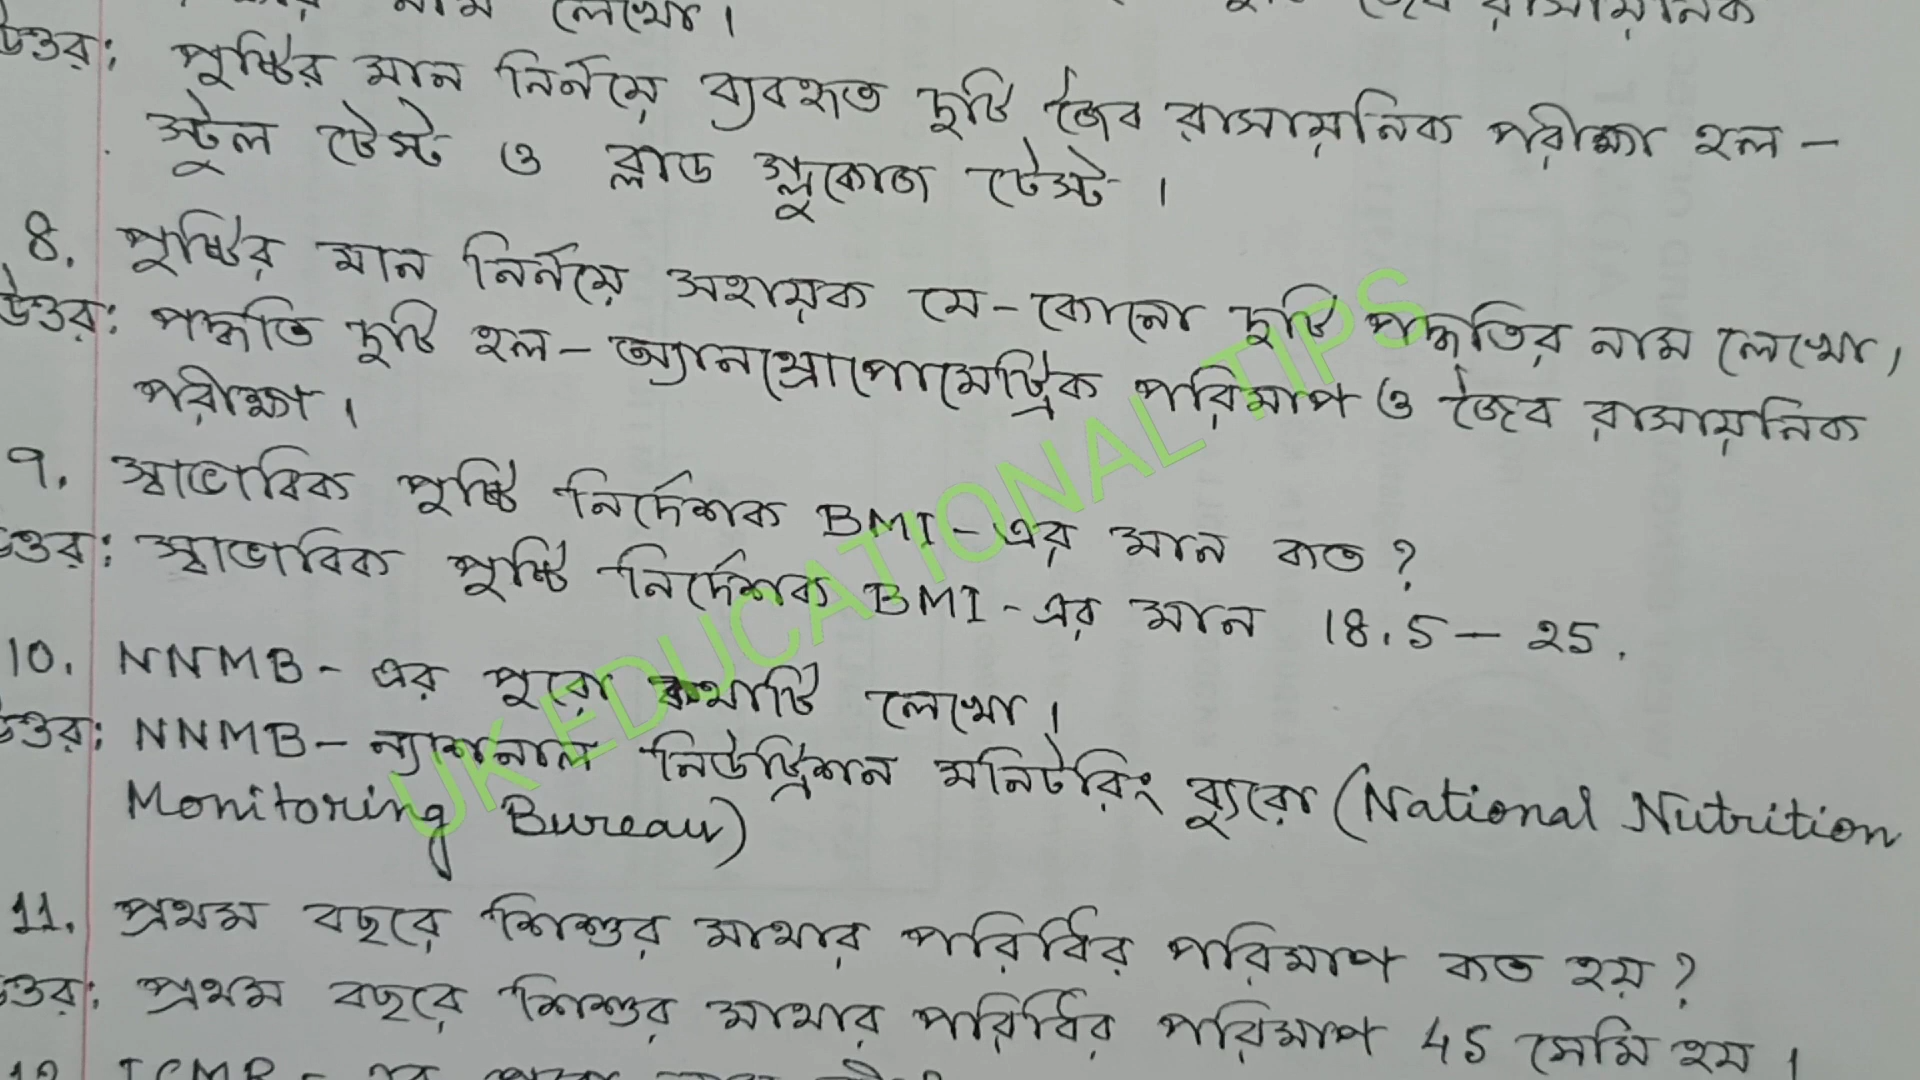 নাম লেখো।
জৈব রাসায়নিক
উত্তর: পুষ্টির মান নির্নয়ে ব্যবহৃত দুটি জৈব রাসায়নিক পরীক্ষা হল -
স্টুল টেস্ট ও ব্লাড গ্লুকোজ টেস্ট।
8. পুষ্টির মান নির্নয়ে সহায়ক যে-কোনো দুটি পদ্ধতির নাম লেখো।
উত্তর: পদ্ধতি দুটি হল - অ্যানথ্রোপোমেট্রিক পরিমাপ ও জৈব রাসায়নিক
পরীক্ষা।
9. স্বাভাবিক পুষ্টি নির্দেশক BMI - এর মান কত?
উত্তর: স্বাভাবিক পুষ্টি নির্দেশক BMI - এর মান 18.5 - 25.
10. NNMB - এর পুরো কথাটি লেখো।
উত্তর: NNMB - ন্যাশনাল নিউট্রিশন মনিটরিং ব্যুরো (National Nutrition
Monitoring Bureau)
11. প্রথম বছরে শিশুর মাথার পরিধির পরিমাপ কত হয়?
উত্তর: প্রথম বছরে শিশুর মাথার পরিধির পরিমাপ 45 সেমি হয়।
UK EDUCATIONAL TIPS